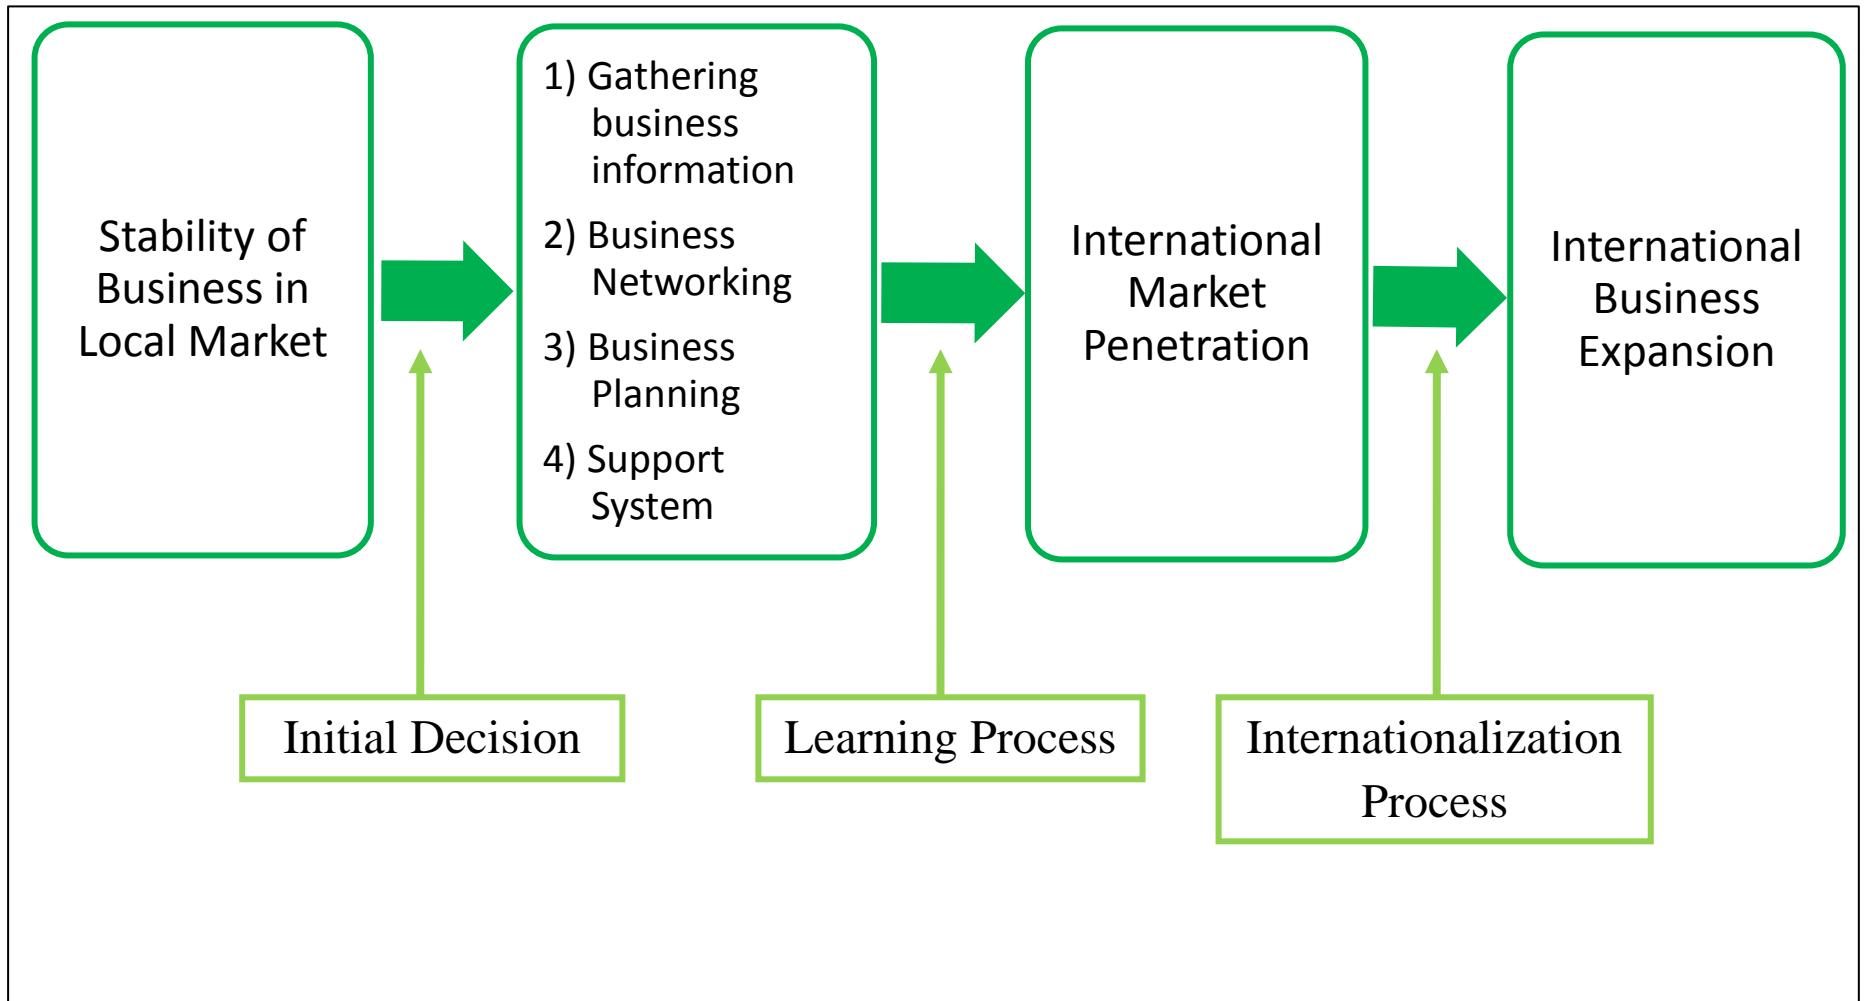 Stability of
Business in
Local Market
1) Gathering
business
information
2) Business
Networking
3) Business
Planning
4) Support
System
International
Market
Penetration
International
Business
Expansion
Initial Decision
Learning Process
Internationalization
Process